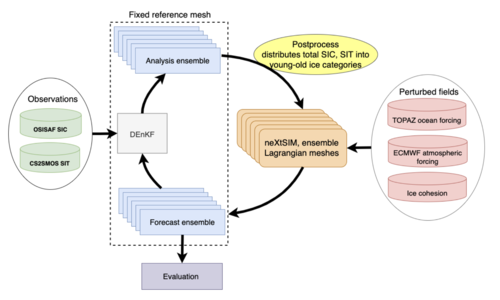 Fixed reference mesh
Analysis ensemble
Postprocess
distributes total SIC, SIT into
young-old ice categories
Observations
OSISAF SIC
CS2SMOS SIT
DEnKF
neXtSIM, ensemble
Lagrangian meshes
Perturbed fields
TOPAZ ocean forcing
ECMWF atmospheric
forcing
Ice cohesion
Forecast ensemble
Evaluation